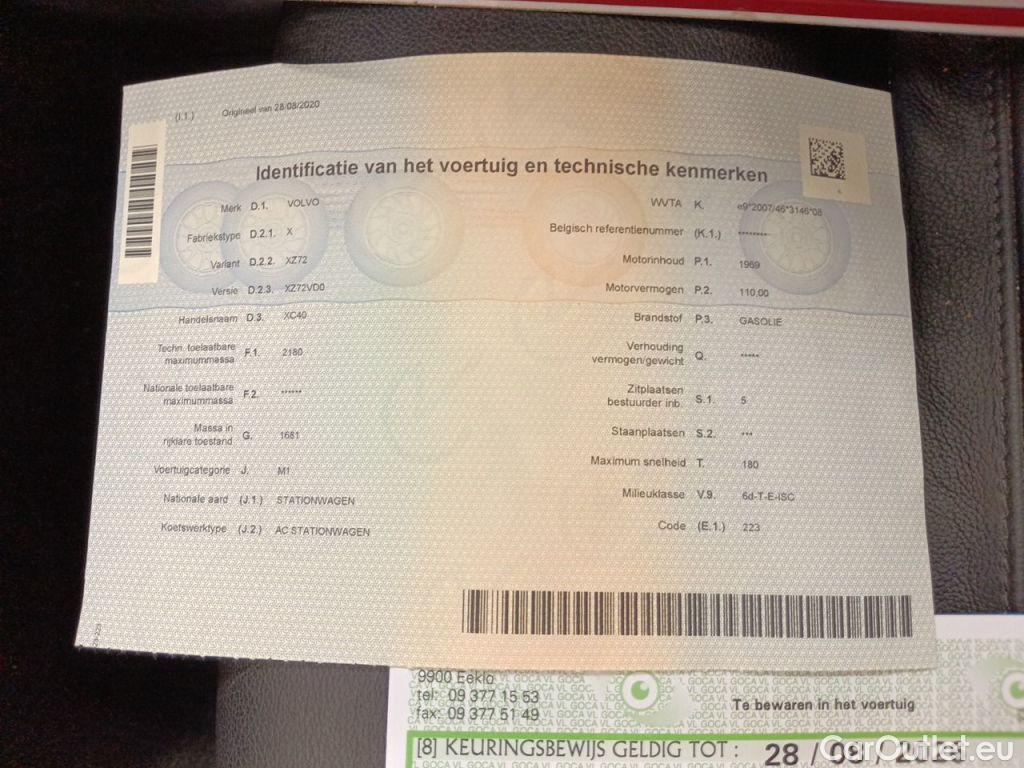 (I.1.) Origineel van 28/08/2020
Identificatie van het voertuig en technische kenmerken
Merk D.1. VOLVO
Fabriekstype D.2.1. X
Variant D.2.2. XZ72
Versie D.2.3. XZ72VD0
Handelsnaam D.3. XC40
Techn. toelaatbare
maximummassa F.1. 2180
Nationale toelaatbare
maximummassa F.2. ******
Massa in
rijklare toestand G. 1681
Voertuigcategorie J. M1
Nationale aard (J.1.) STATIONWAGEN
Koetswerktype (J.2.) AC STATIONWAGEN
WVTA K. e9*2007/46*3146*08
Belgisch referentienummer (K.1.) ********
Motorinhoud P.1. 1969
Motorvermogen P.2. 110,00
Brandstof P.3. GASOLIE
Verhouding
vermogen/gewicht Q. *****
Zitplaatsen
bestuurder inb. S.1. 5
Staanplaatsen S.2. ***
Maximum snelheid T. 180
Milieuklasse V.9. 6d-T-E-ISC
Code (E.1.) 223
9900 Eeklo
tel: 09 377 15 53
fax: 09 377 51 49
Te bewaren in het voertuig
[8] KEURINGSBEWIJS GELDIG TOT : 28 / 09 /
CarOutlet.eu